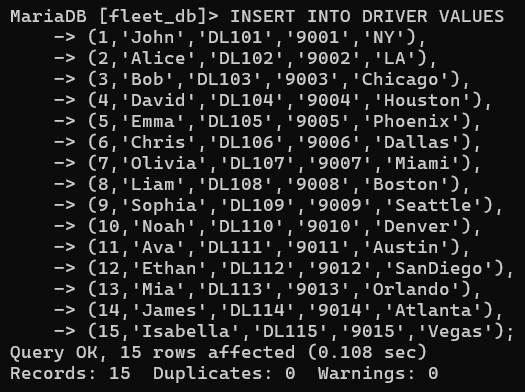 MariaDB [fleet_db]> INSERT INTO DRIVER VALUES
    -> (1,'John','DL101','9001','NY'),
    -> (2,'Alice','DL102','9002','LA'),
    -> (3,'Bob','DL103','9003','Chicago'),
    -> (4,'David','DL104','9004','Houston'),
    -> (5,'Emma','DL105','9005','Phoenix'),
    -> (6,'Chris','DL106','9006','Dallas'),
    -> (7,'Olivia','DL107','9007','Miami'),
    -> (8,'Liam','DL108','9008','Boston'),
    -> (9,'Sophia','DL109','9009','Seattle'),
    -> (10,'Noah','DL110','9010','Denver'),
    -> (11,'Ava','DL111','9011','Austin'),
    -> (12,'Ethan','DL112','9012','SanDiego'),
    -> (13,'Mia','DL113','9013','Orlando'),
    -> (14,'James','DL114','9014','Atlanta'),
    -> (15,'Isabella','DL115','9015','Vegas');
Query OK, 15 rows affected (0.108 sec)
Records: 15  Duplicates: 0  Warnings: 0